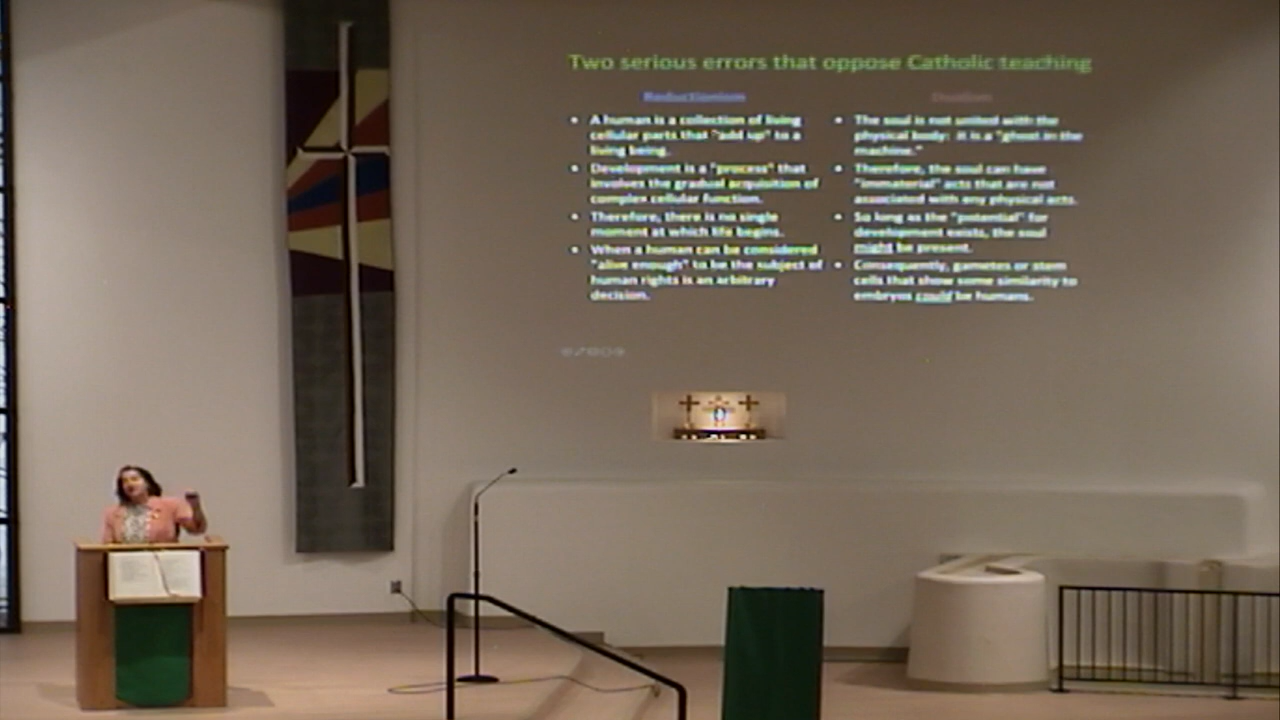 Two serious errors that oppose Catholic teaching
Reductionism
• A human is a collection of living
cellular parts that "add up" to a
living being.
• Development is a "process" that
involves the gradual acquisition of
complex cellular function.
• Therefore, there is no single
moment at which life begins.
• When a human can be considered
"alive enough" to be the subject of
human rights is an arbitrary
decision.
Dualism
• The soul is not united with the
physical body: it is a "ghost in the
machine."
• Therefore, the soul can have
"immaterial" acts that are not
associated with any physical acts.
• So long as the "potential" for
development exists, the soul
might be present.
• Consequently, gametes or stem
cells that show some similarity to
embryos could be humans.